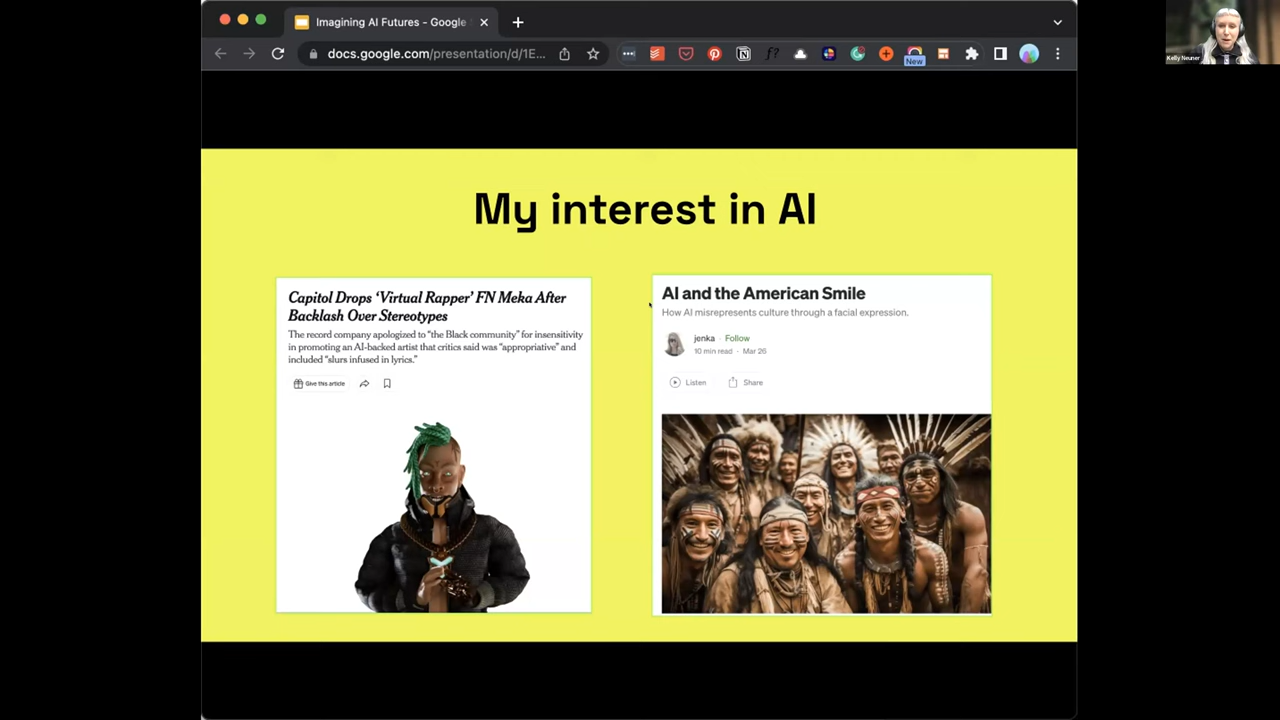 Imagining AI Futures - Google
docs.google.com/presentation/d/1E...
New
Kelly Neuner
My interest in AI
Capitol Drops ‘Virtual Rapper’ FN Meka After
Backlash Over Stereotypes
The record company apologized to “the Black community” for insensitivity
in promoting an AI-backed artist that critics said was “appropriative” and
included “slurs infused in lyrics.”
Give this article
AI and the American Smile
How AI misrepresents culture through a facial expression.
jenka · Follow
10 min read · Mar 26
Listen
Share